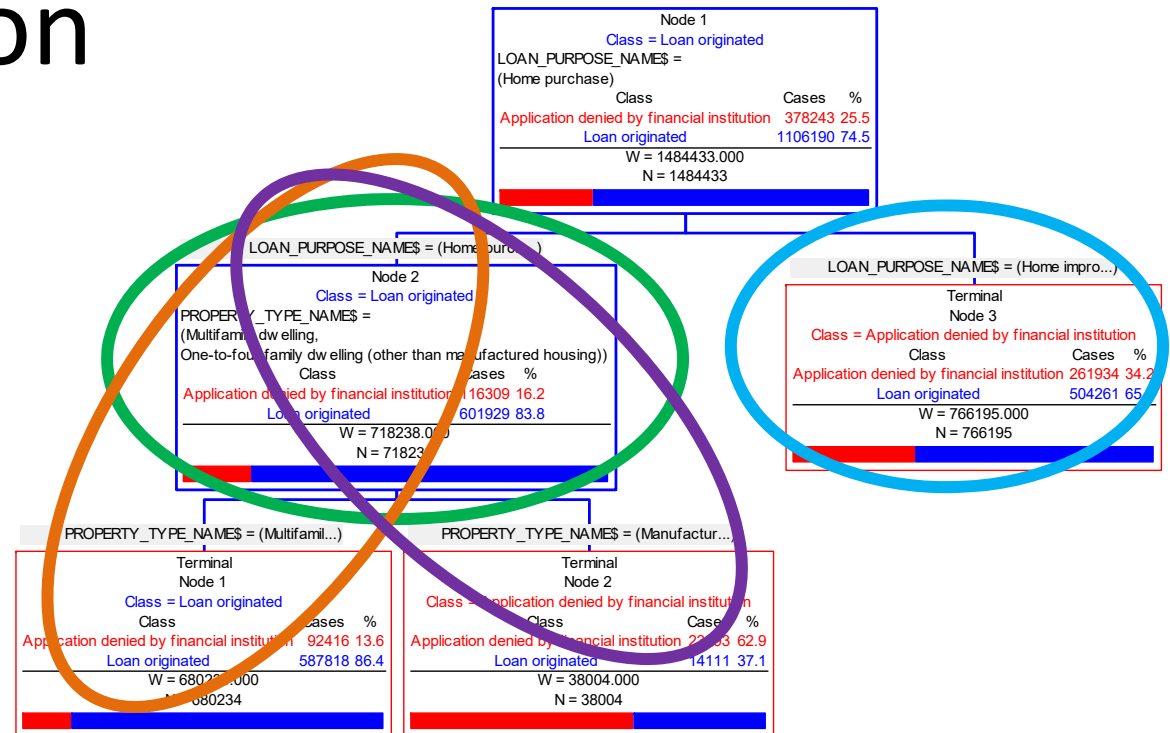 on
Node 1
Class = Loan originated
LOAN_PURPOSE_NAME$ =
(Home purchase)
Class Cases %
Application denied by financial institution 378243 25.5
Loan originated 1106190 74.5
W = 1484433.000
N = 1484433
LOAN_PURPOSE_NAME$ = (Home purc...)
Node 2
Class = Loan originated
PROPERTY_TYPE_NAME$ =
(Multifamily dwelling,
One-to-four family dwelling (other than manufactured housing))
Class Cases %
Application denied by financial institution 116309 16.2
Loan originated 601929 83.8
W = 718238.000
N = 718238
LOAN_PURPOSE_NAME$ = (Home impro...)
Terminal
Node 3
Class = Application denied by financial institution
Class Cases %
Application denied by financial institution 261934 34.2
Loan originated 504261
W = 766195.000
N = 766195
PROPERTY_TYPE_NAME$ = (Multifamil...)
Terminal
Node 1
Class = Loan originated
Class Cases %
Application denied by financial institution 92416 13.6
Loan originated 587818 86.4
W = 680234.000
N = 680234
PROPERTY_TYPE_NAME$ = (Manufactur...)
Terminal
Node 2
Class = Application denied by financial institution
Class Cases %
Application denied by financial institution 62.9
Loan originated 14111 37.1
W = 38004.000
N = 38004